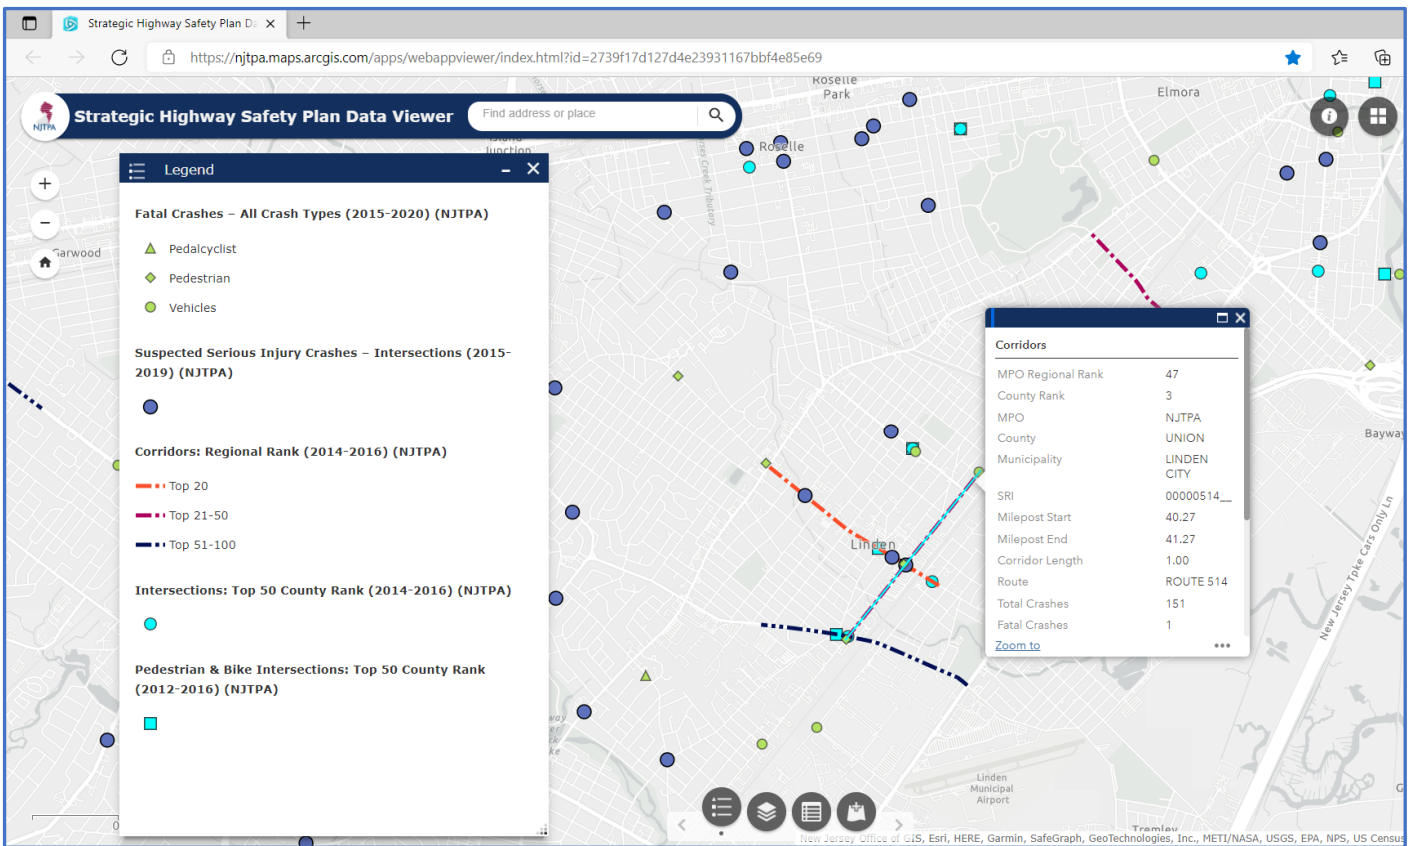 Strategic Highway Safety Plan Da
https://njtpa.maps.arcgis.com/apps/webappviewer/index.html?id=2739f17d127d4e23931167bbf4e85e69
NJTPA
Strategic Highway Safety Plan Data Viewer
Find address or place
Roselle
Park
Elmora
Junction
Roselle
Garwood
Legend
Fatal Crashes – All Crash Types (2015-2020) (NJTPA)
Pedalcyclist
Pedestrian
Vehicles
Suspected Serious Injury Crashes – Intersections (2015-
2019) (NJTPA)
Corridors: Regional Rank (2014-2016) (NJTPA)
Top 20
Top 21-50
Top 51-100
Intersections: Top 50 County Rank (2014-2016) (NJTPA)
Pedestrian & Bike Intersections: Top 50 County Rank
(2012-2016) (NJTPA)
0
Corridors
MPO Regional Rank 47
County Rank 3
MPO NJTPA
County UNION
Municipality LINDEN
CITY
SRI 00000514__
Milepost Start 40.27
Milepost End 41.27
Corridor Length 1.00
Route ROUTE 514
Total Crashes 151
Fatal Crashes 1
Zoom to
Bayway
Linden
New Jersey Tpke Cars Only Ln
Linden
Municipal
Airport
Tremley
New Jersey Office of GIS, Esri, HERE, Garmin, SafeGraph, GeoTechnologies, Inc., METI/NASA, USGS, EPA, NPS, US Census